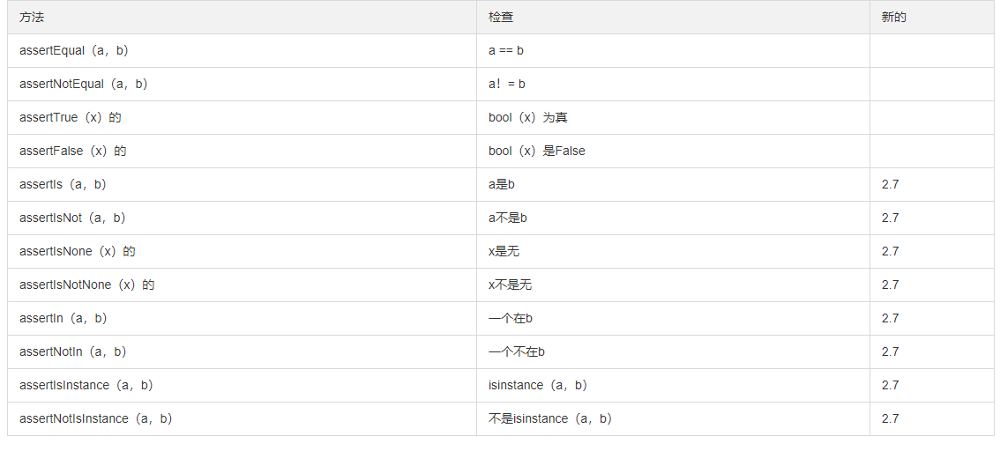 方法 检查 新的
assertEqual（a，b） a == b
assertNotEqual（a，b） a！= b
assertTrue（x）的 bool（x）为真
assertFalse（x）的 bool（x）是False
assertIs（a，b） a是b 2.7
assertIsNot（a，b） a不是b 2.7
assertIsNone（x）的 x是无 2.7
assertIsNotNone（x）的 x不是无 2.7
assertIn（a，b） 一个在b 2.7
assertNotIn（a，b） 一个不在b 2.7
assertIsInstance（a，b） isinstance（a，b） 2.7
assertNotIsInstance（a，b） 不是isinstance（a，b） 2.7